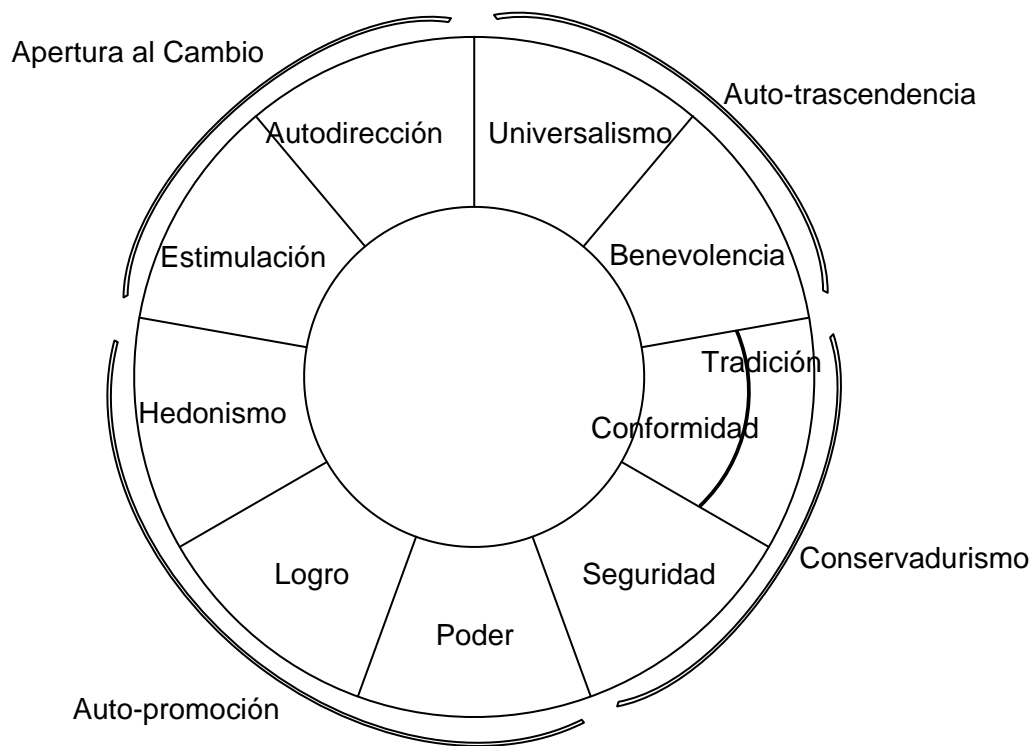 Apertura al Cambio
Auto-trascendencia
Autodirección
Universalismo
Estimulación
Benevolencia
Tradición
Hedonismo
Conformidad
Conservadurismo
Logro
Seguridad
Poder
Auto-promoción